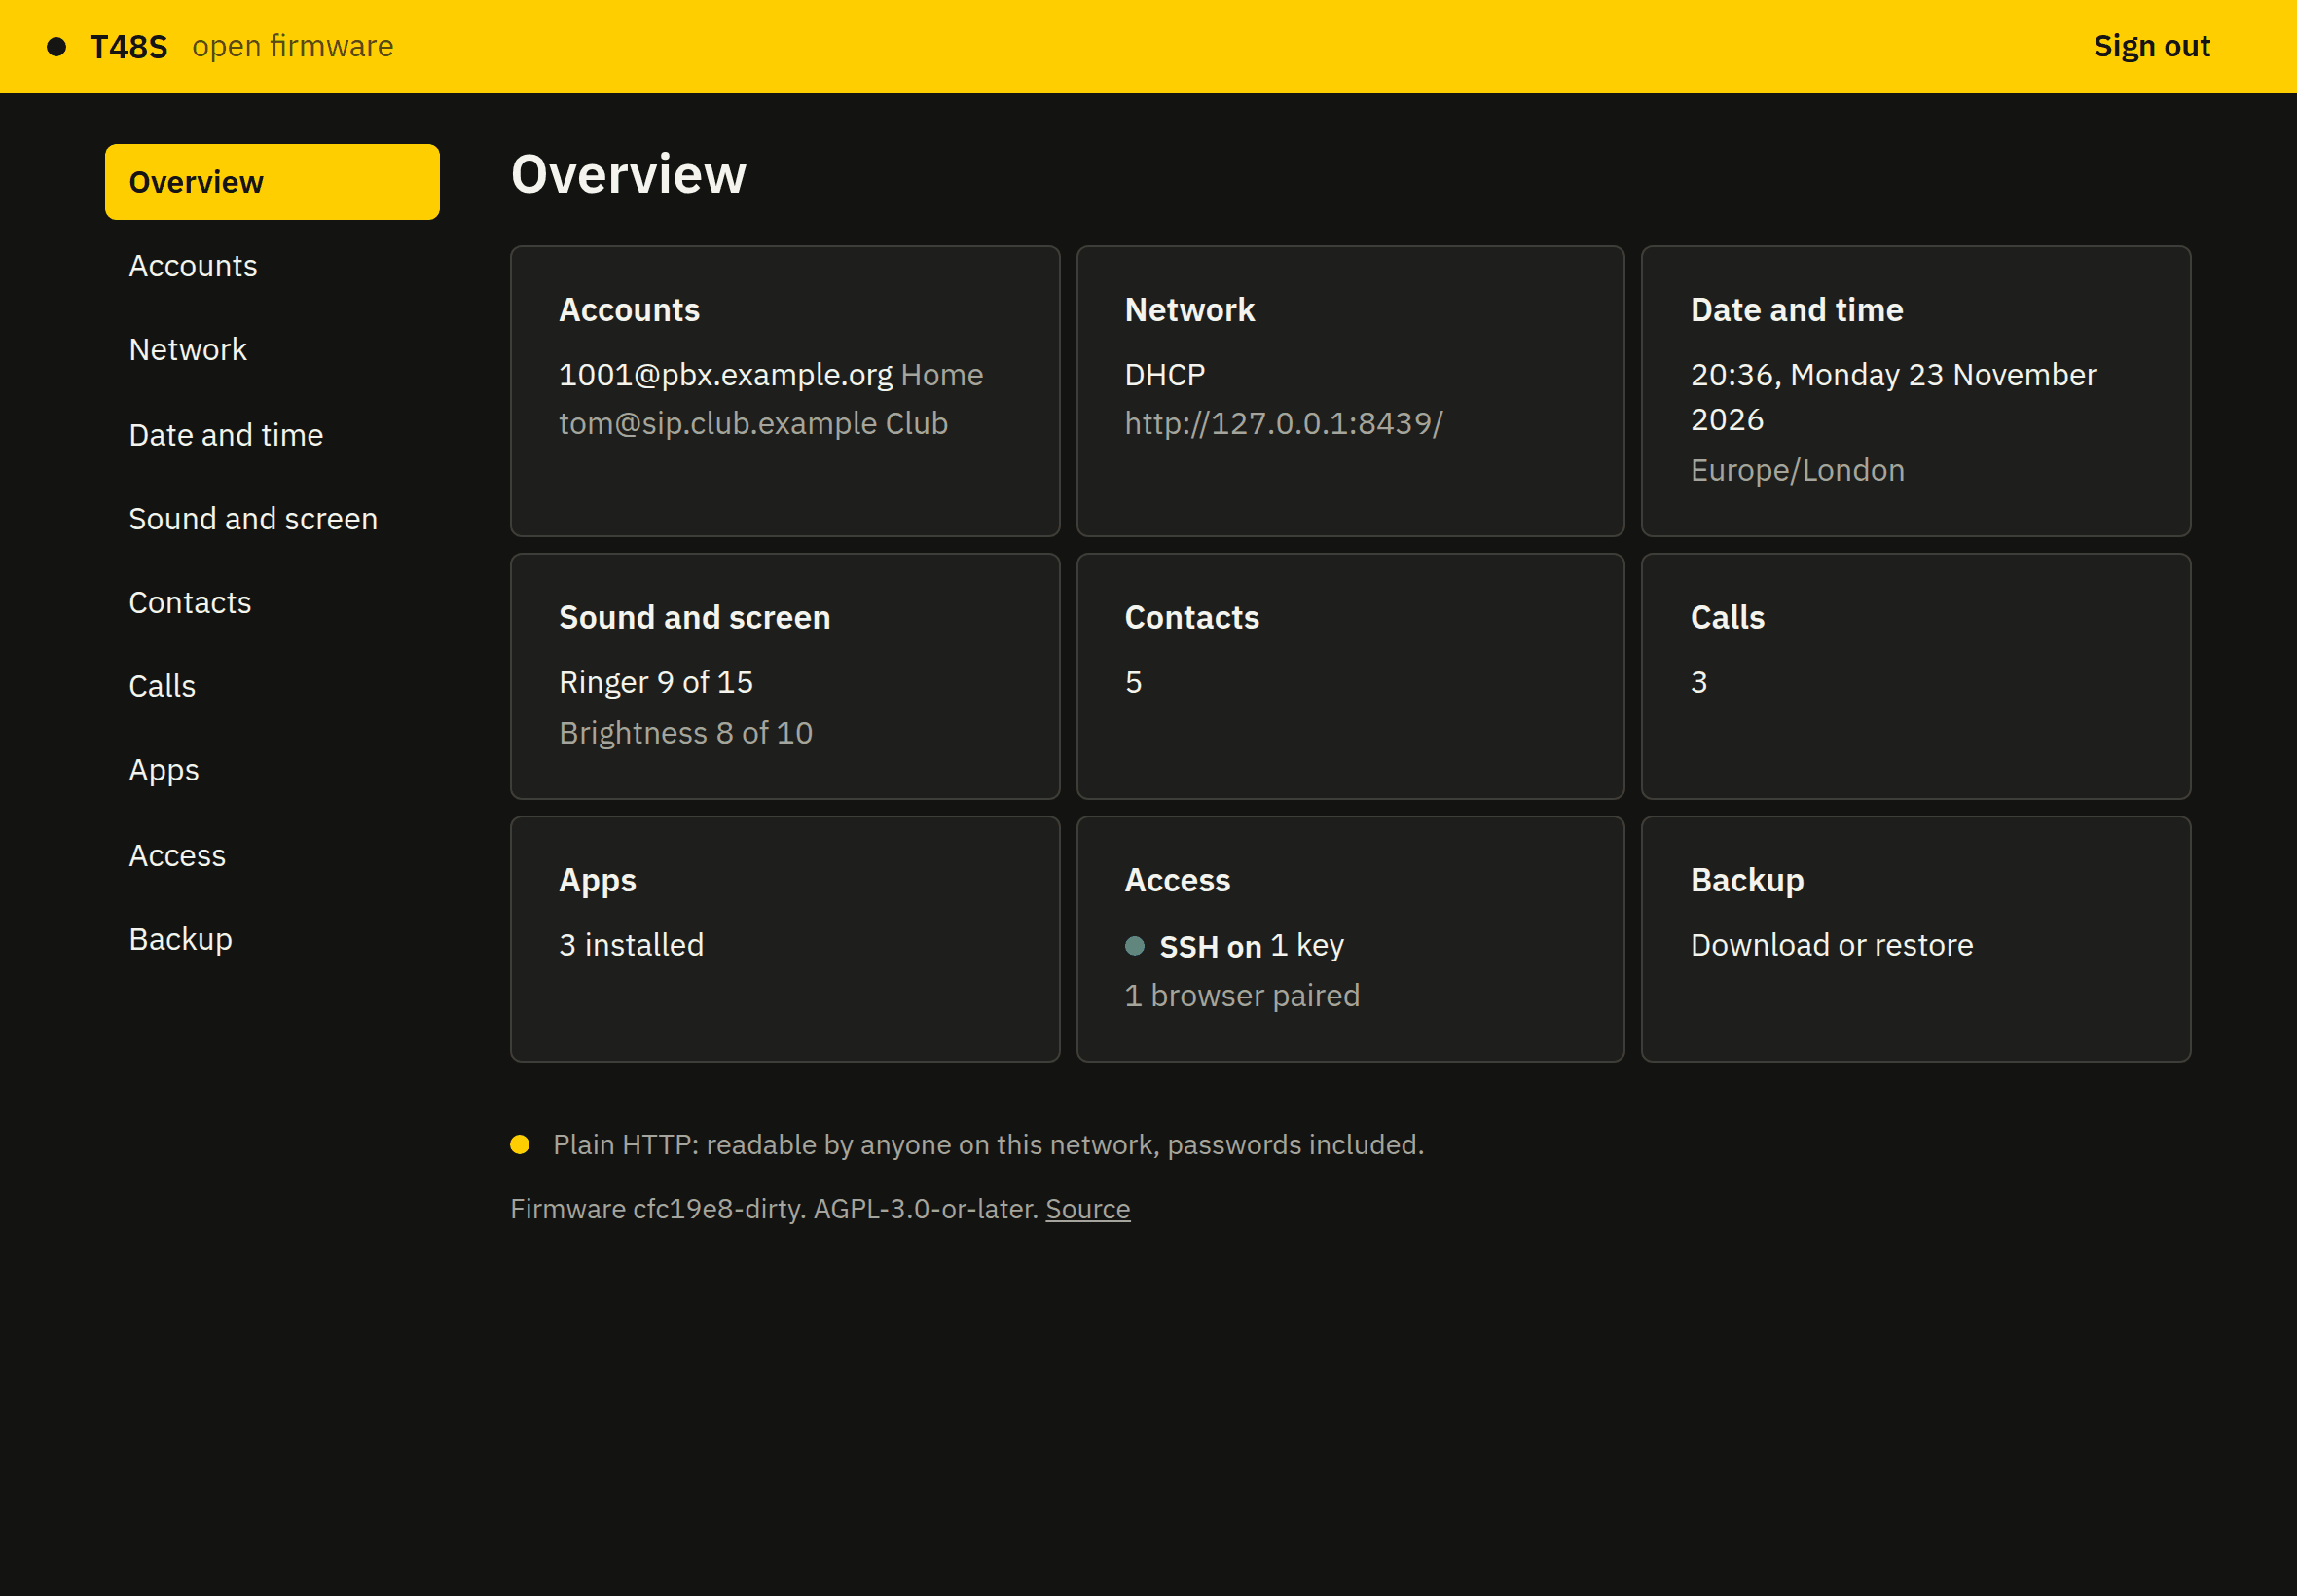 T48S open firmware
Sign out
Overview
Accounts
Network
Date and time
Sound and screen
Contacts
Calls
Apps
Access
Backup
Overview
Accounts
1001@pbx.example.org Home
tom@sip.club.example Club
Network
DHCP
http://127.0.0.1:8439/
Date and time
20:36, Monday 23 November
2026
Europe/London
Sound and screen
Ringer 9 of 15
Brightness 8 of 10
Contacts
5
Calls
3
Apps
3 installed
Access
SSH on 1 key
1 browser paired
Backup
Download or restore
Plain HTTP: readable by anyone on this network, passwords included.
Firmware cfc19e8-dirty. AGPL-3.0-or-later. Source